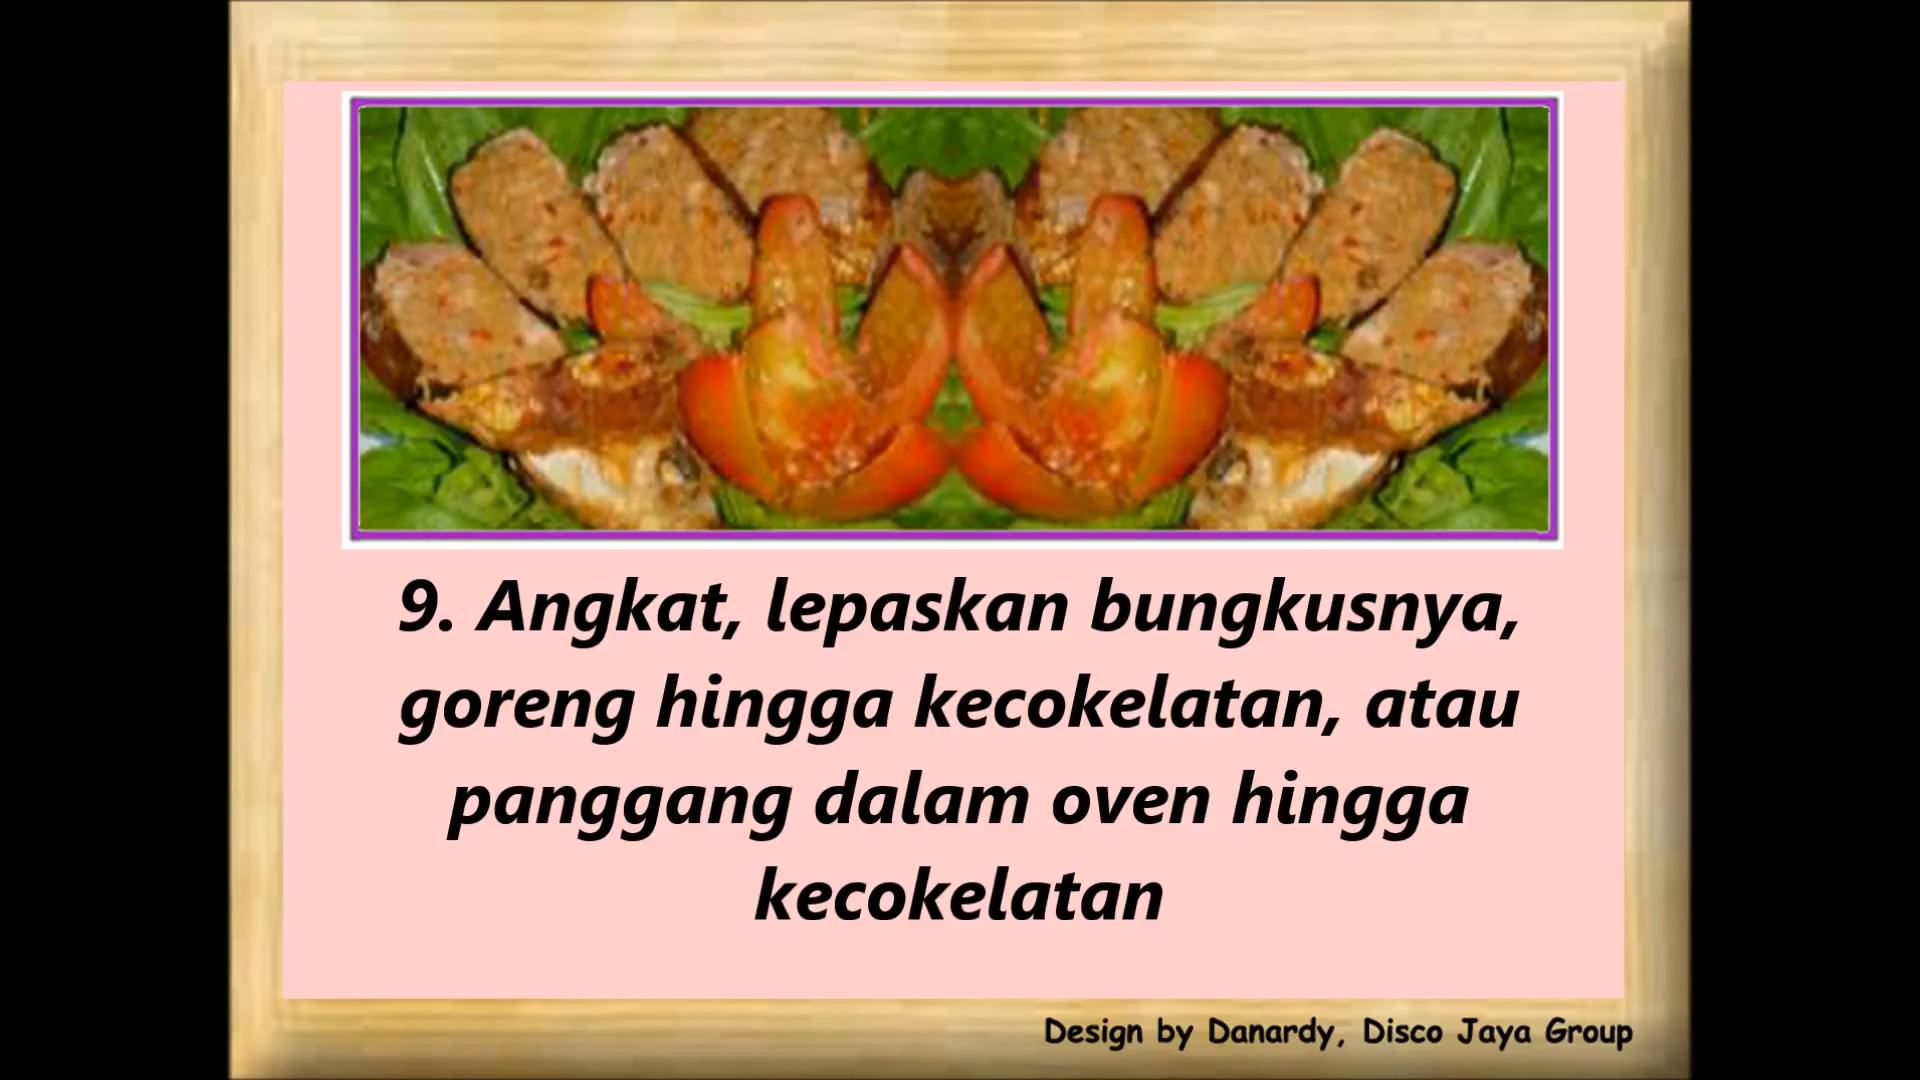 9. Angkat, lepaskan bungkusnya,
goreng hingga kecokelatan, atau
panggang dalam oven hingga
kecokelatan
Design by Danardy, Disco Jaya Group